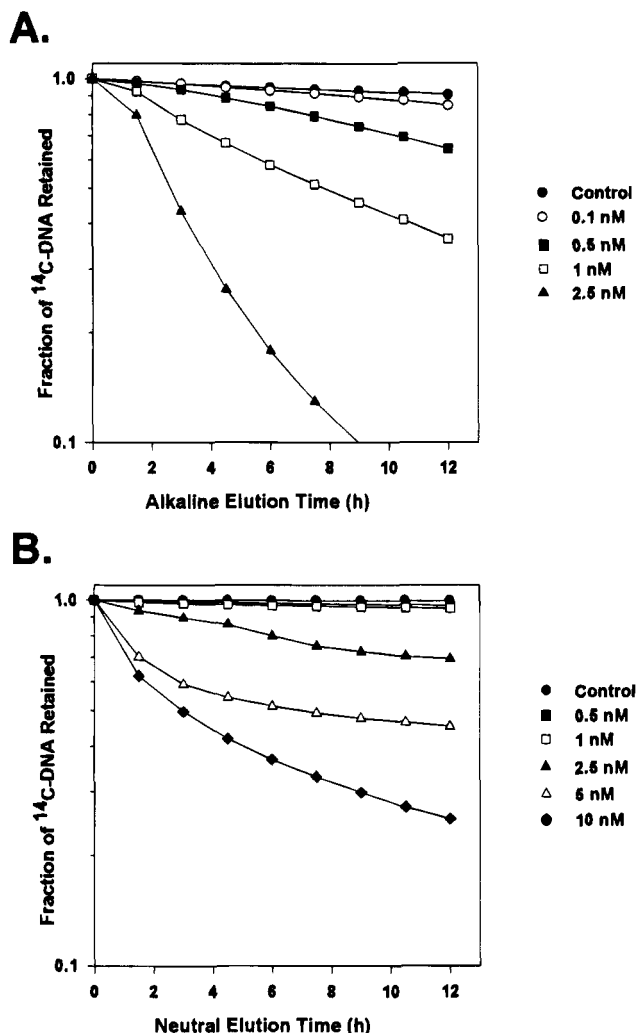 A.
1.0
0.1
Fraction of ¹⁴C-DNA Retained
0 2 4 6 8 10 12
Alkaline Elution Time (h)
Control
0.1 nM
0.5 nM
1 nM
2.5 nM
B.
1.0
0.1
Fraction of ¹⁴C-DNA Retained
0 2 4 6 8 10 12
Neutral Elution Time (h)
Control
0.5 nM
1 nM
2.5 nM
5 nM
10 nM